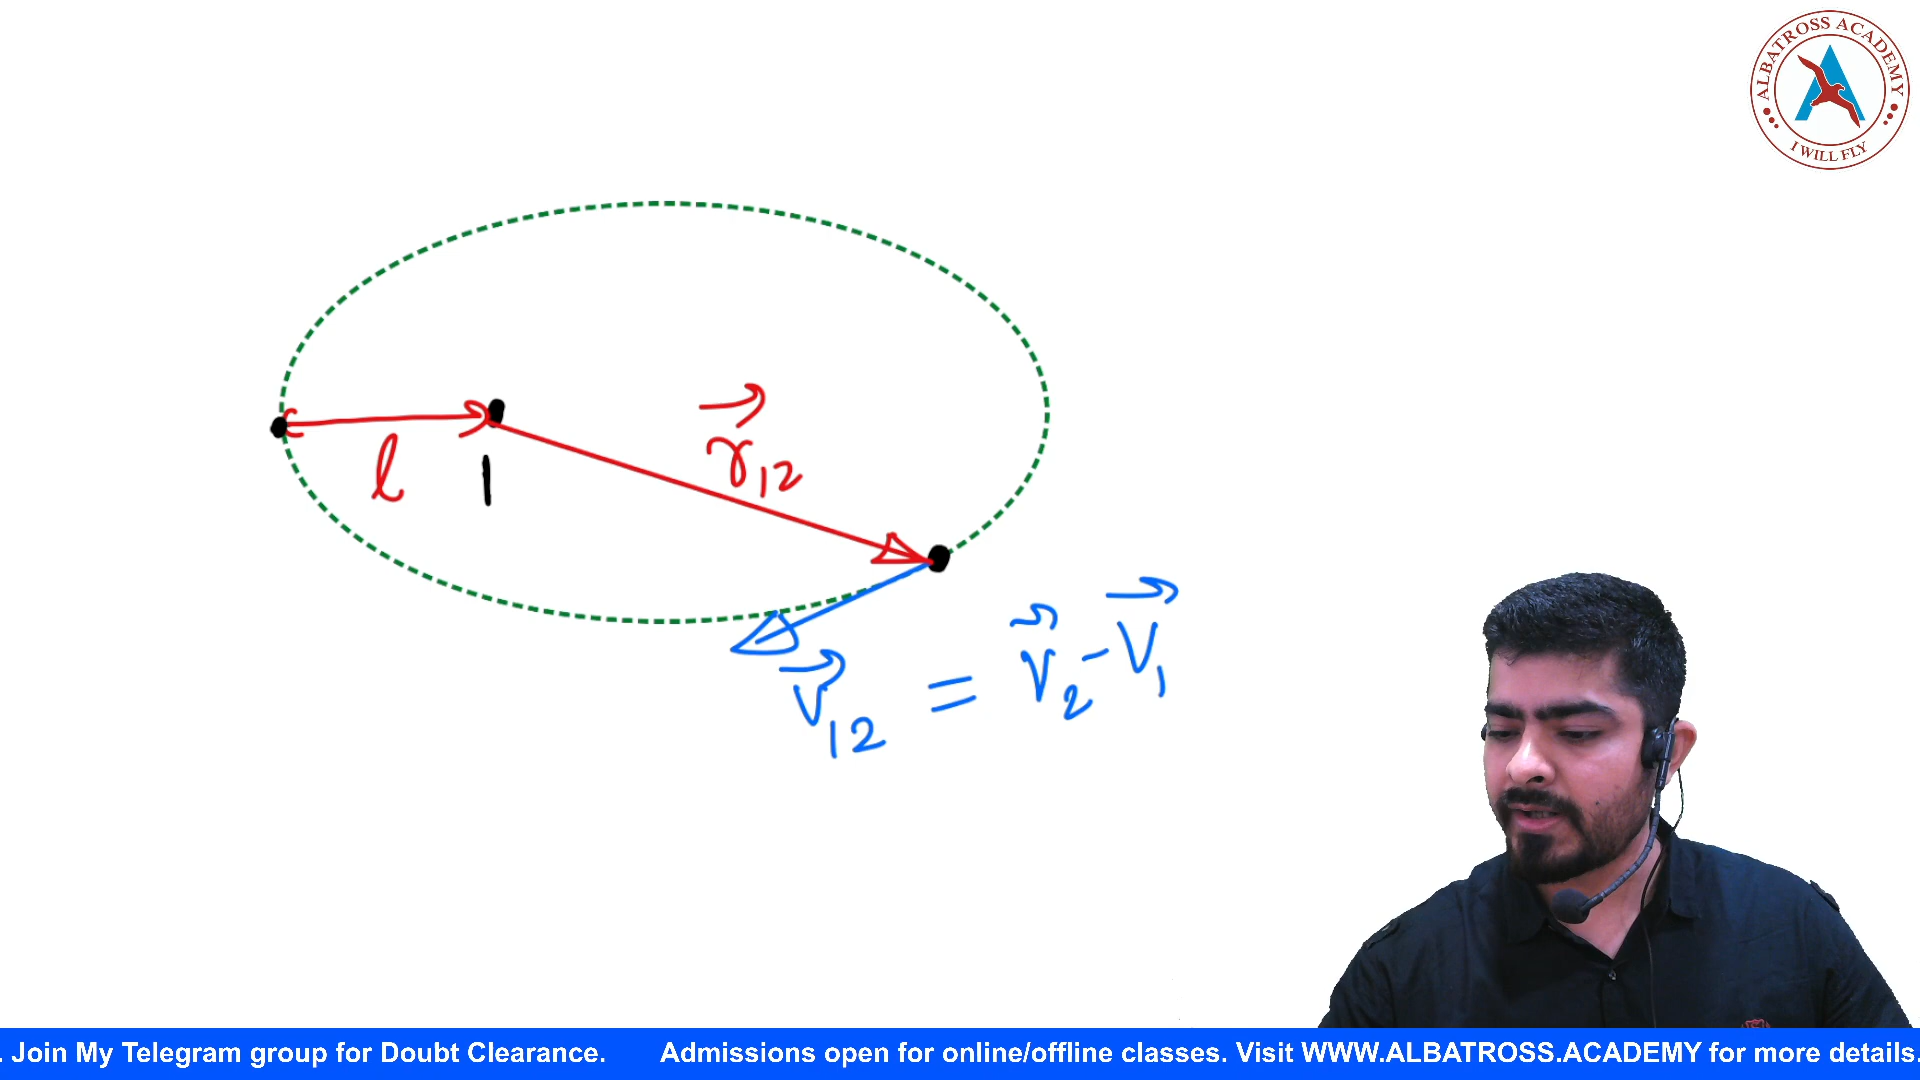 ALBATROSS ACADEMY
I WILL FLY
l
1
r⃗₁₂
v⃗₁₂ = v⃗₂ - v⃗₁
. Join My Telegram group for Doubt Clearance. Admissions open for online/offline classes. Visit WWW.ALBATROSS.ACADEMY for more details.